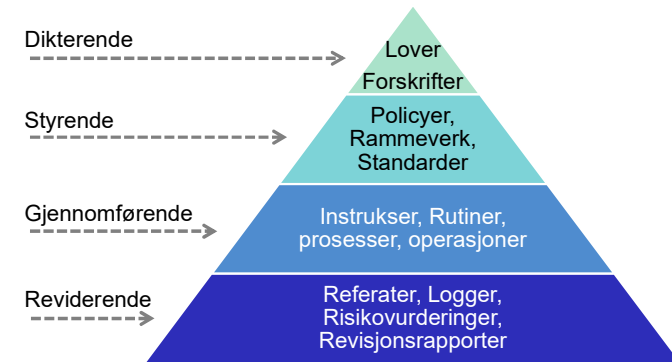 Dikterende
Lover
Forskrifter
Styrende
Policyer,
Rammeverk,
Standarder
Gjennomførende
Instrukser, Rutiner,
prosesser, operasjoner
Reviderende
Referater, Logger,
Risikovurderinger,
Revisjonsrapporter